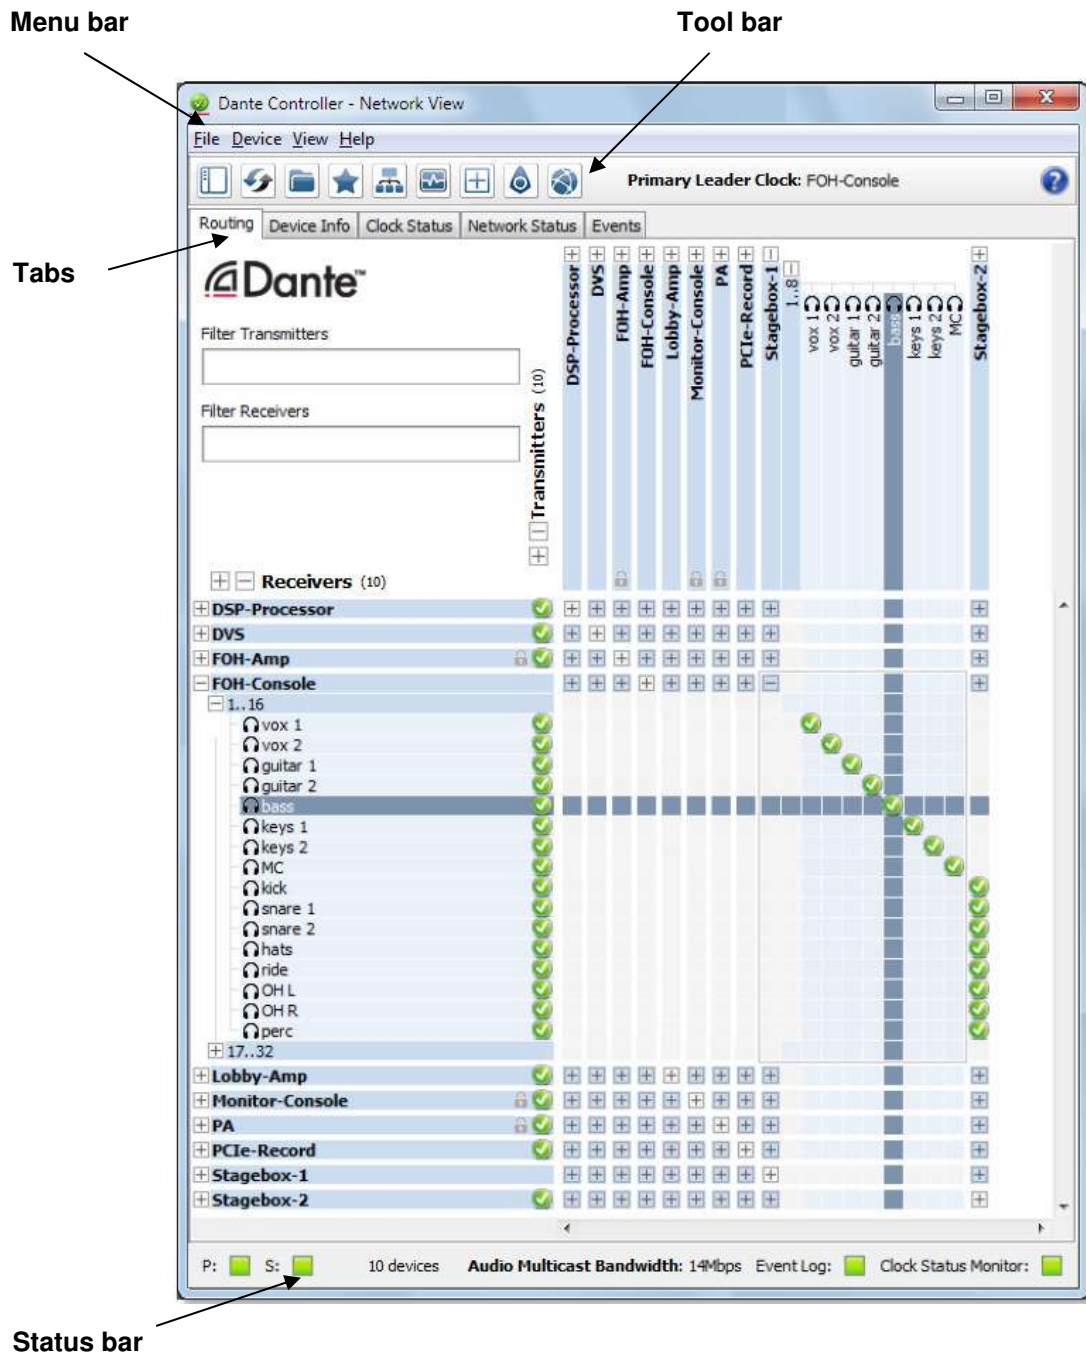 Menu bar
Tool bar
Dante Controller - Network View
File Device View Help
Primary Leader Clock: FOH-Console
Routing Device Info Clock Status Network Status Events
Tabs
Dante™
Filter Transmitters
Filter Receivers
Transmitters (10)
DSP-Processor
DVS
FOH-Amp
FOH-Console
Lobby-Amp
Monitor-Console
PA
PCIe-Record
Stagebox-1
1..8
vox 1
vox 2
guitar 1
guitar 2
bass
keys 1
keys 2
MC
Stagebox-2
Receivers (10)
DSP-Processor
DVS
FOH-Amp
FOH-Console
1..16
vox 1
vox 2
guitar 1
guitar 2
bass
keys 1
keys 2
MC
kick
snare 1
snare 2
hats
ride
OH L
OH R
perc
17..32
Lobby-Amp
Monitor-Console
PA
PCIe-Record
Stagebox-1
Stagebox-2
P: S: 10 devices Audio Multicast Bandwidth: 14Mbps Event Log: Clock Status Monitor:
Status bar